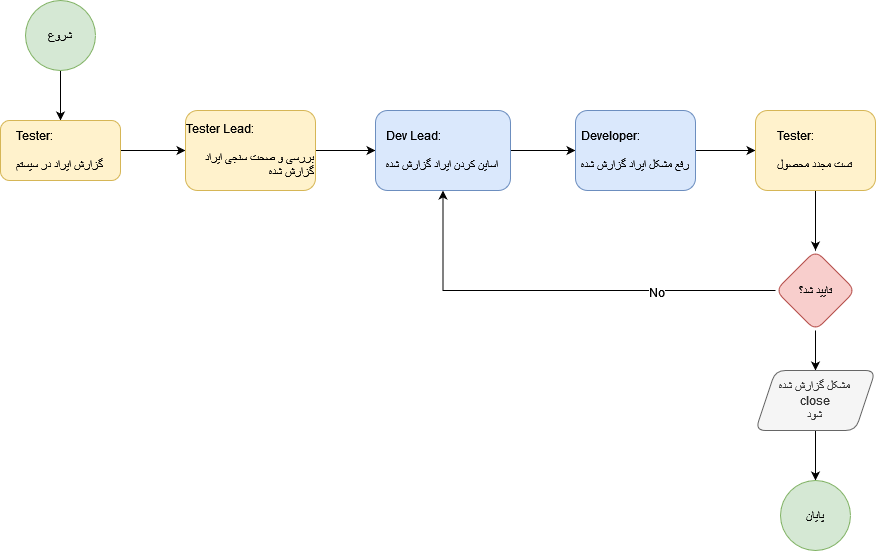 شروع
Tester:
گزارش ایراد در سیستم
Tester Lead:
بررسی و صحت سنجی ایراد
گزارش شده
Dev Lead:
اساین کردن ایراد گزارش شده
Developer:
رفع مشکل ایراد گزارش شده
Tester:
تست مجدد محصول
تایید شد؟
No
مشکل گزارش شده
close
شود
پایان